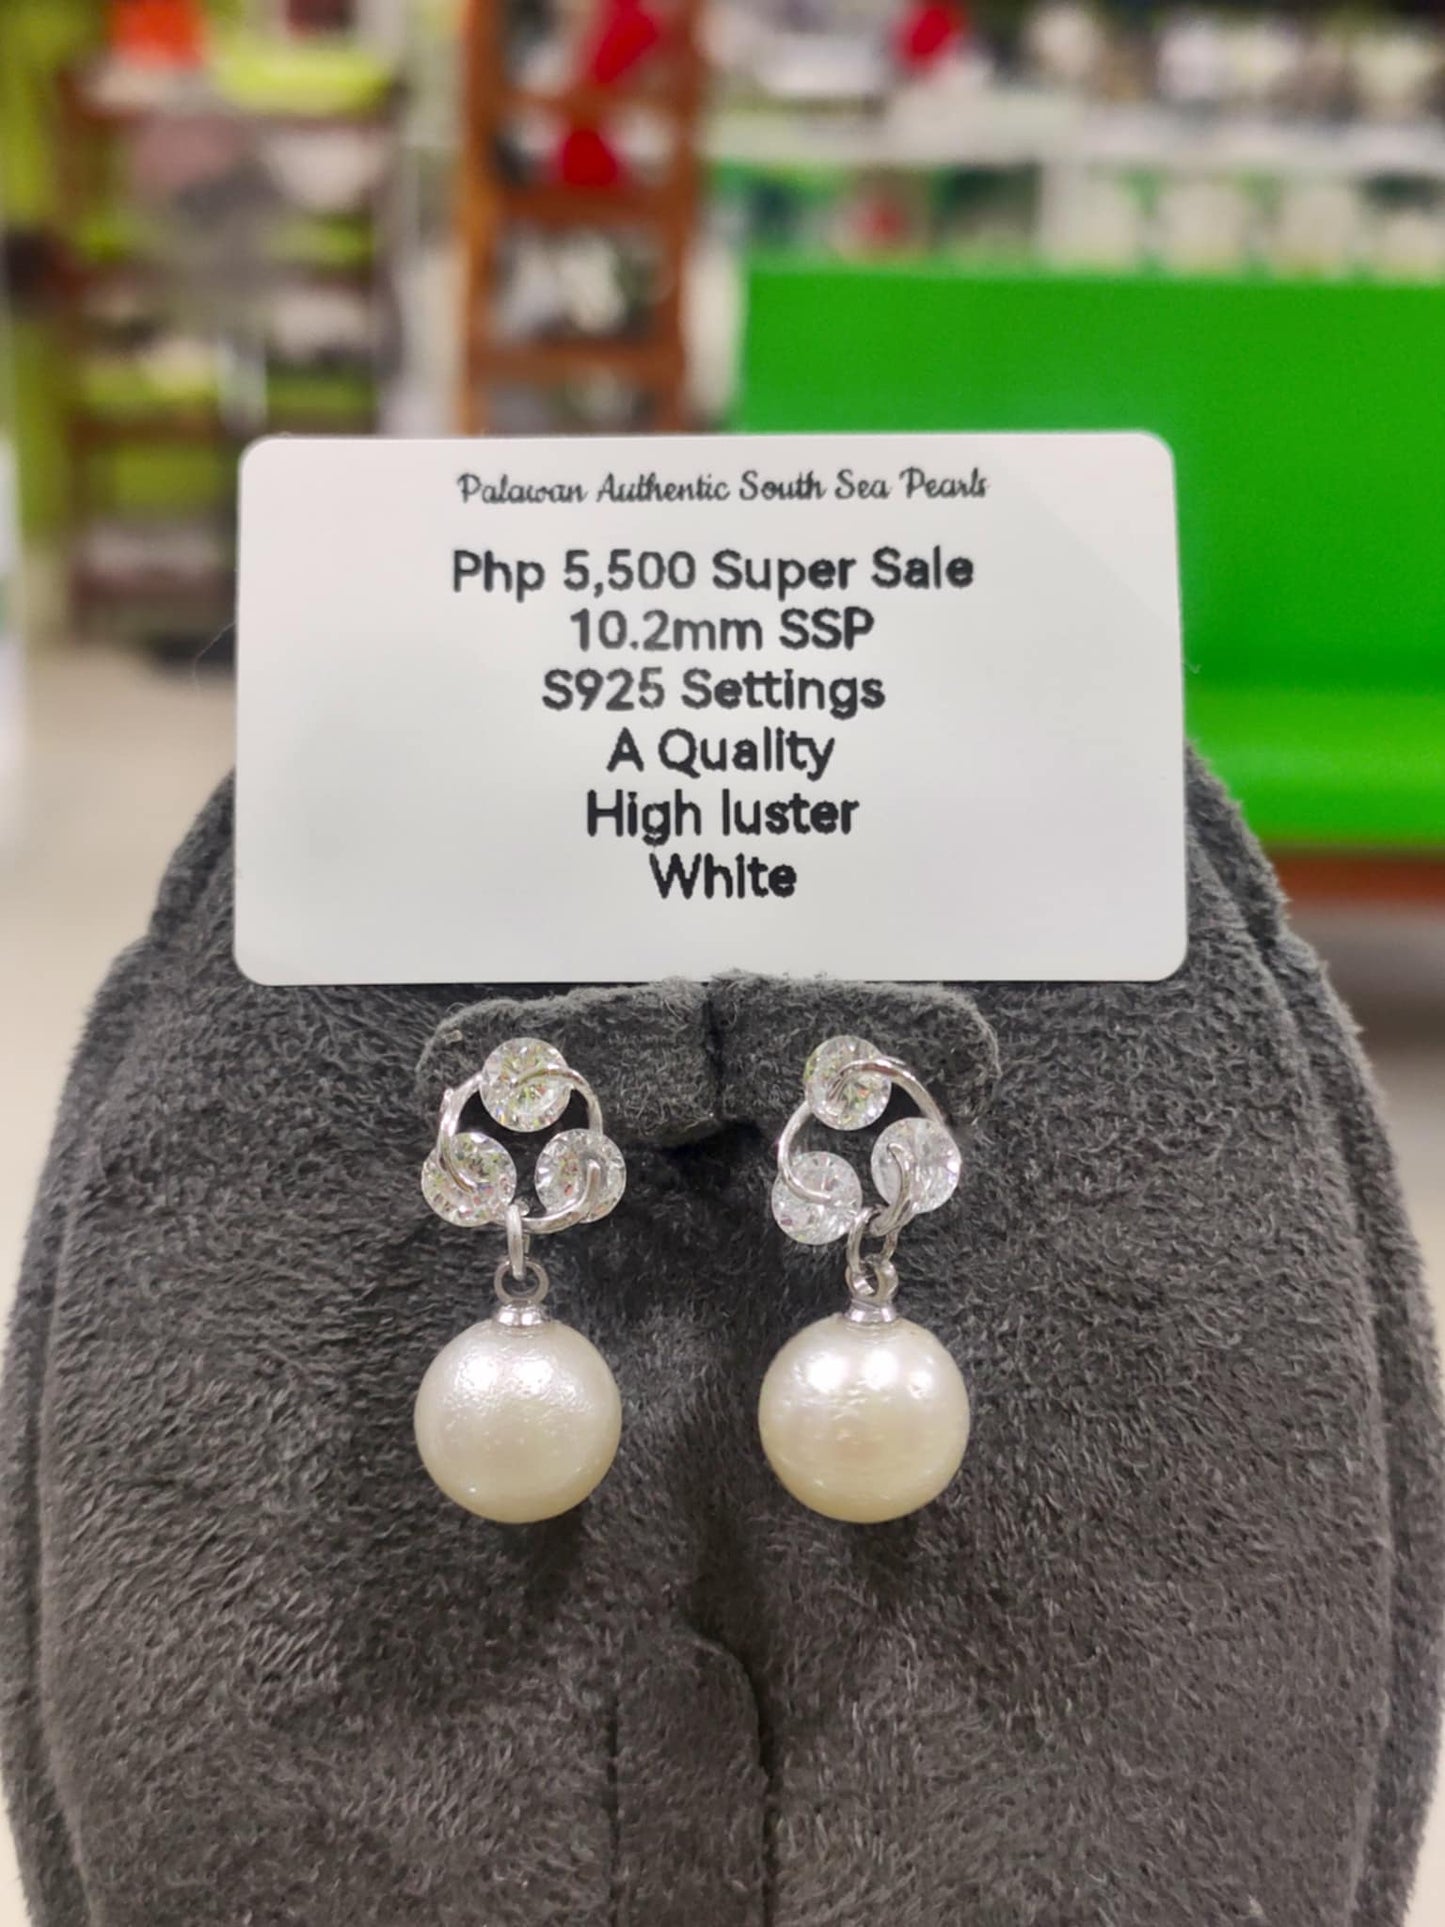 Palawan Authentic South Sea Pearls
Php 5,500 Super Sale
10.2mm SSP
S925 Settings
A Quality
High luster
White